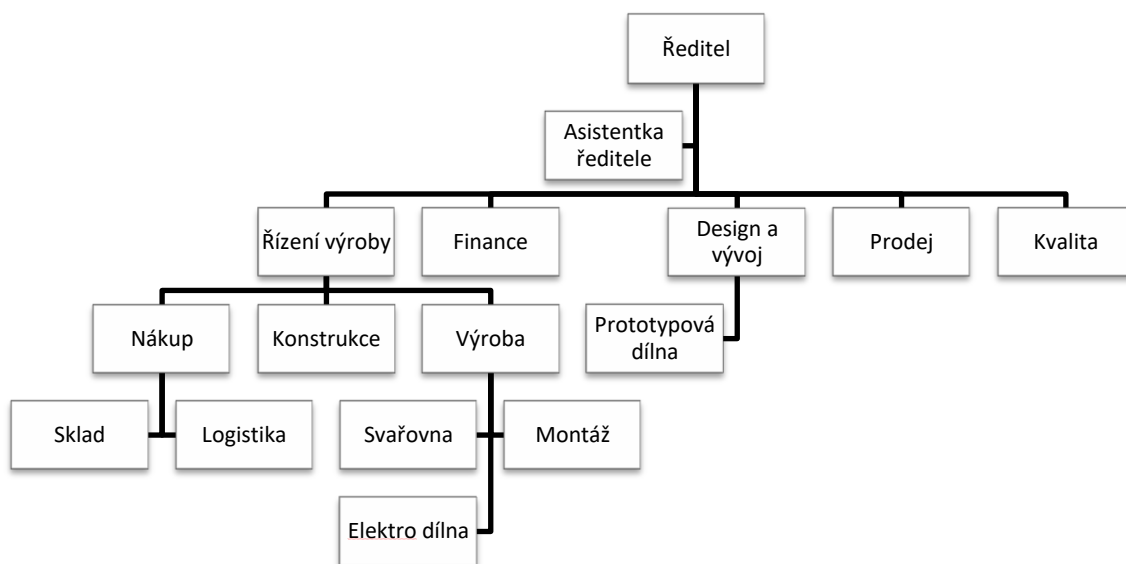 Ředitel
Asistentka
ředitele
Řízení výroby
Finance
Design a
vývoj
Prodej
Kvalita
Nákup
Konstrukce
Výroba
Prototypová
dílna
Sklad
Logistika
Svařovna
Montáž
Elektro dílna